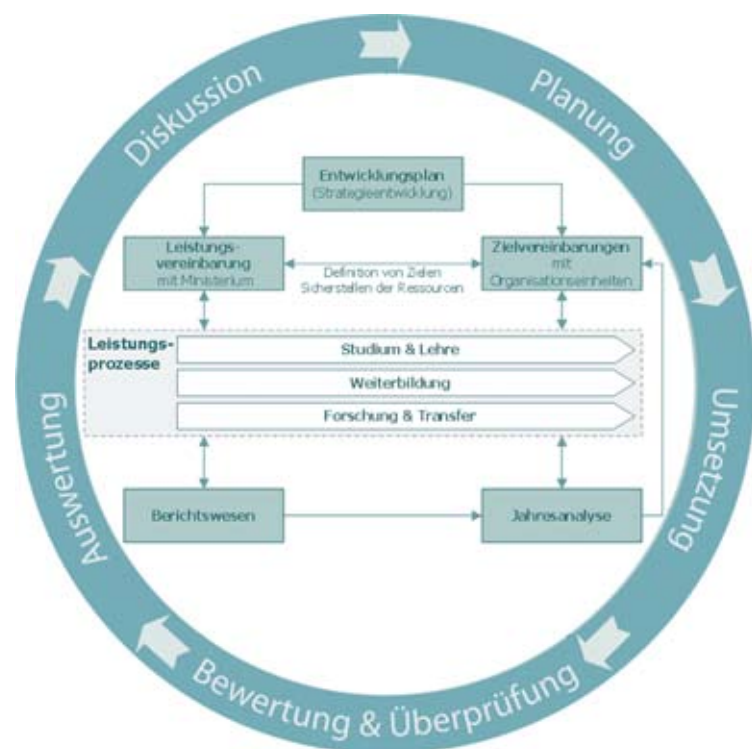 Diskussion
Planung
Umsetzung
Bewertung & Überprüfung
Auswertung
Entwicklungsplan
(Strategieentwicklung)
Leistungs-
vereinbarung
mit Ministerium
Definition von Zielen
Sicherstellen der Ressourcen
Zielvereinbarungen
mit
Organisationseinheiten
Leistungs-
prozesse
Studium & Lehre
Weiterbildung
Forschung & Transfer
Berichtswesen
Jahresanalyse